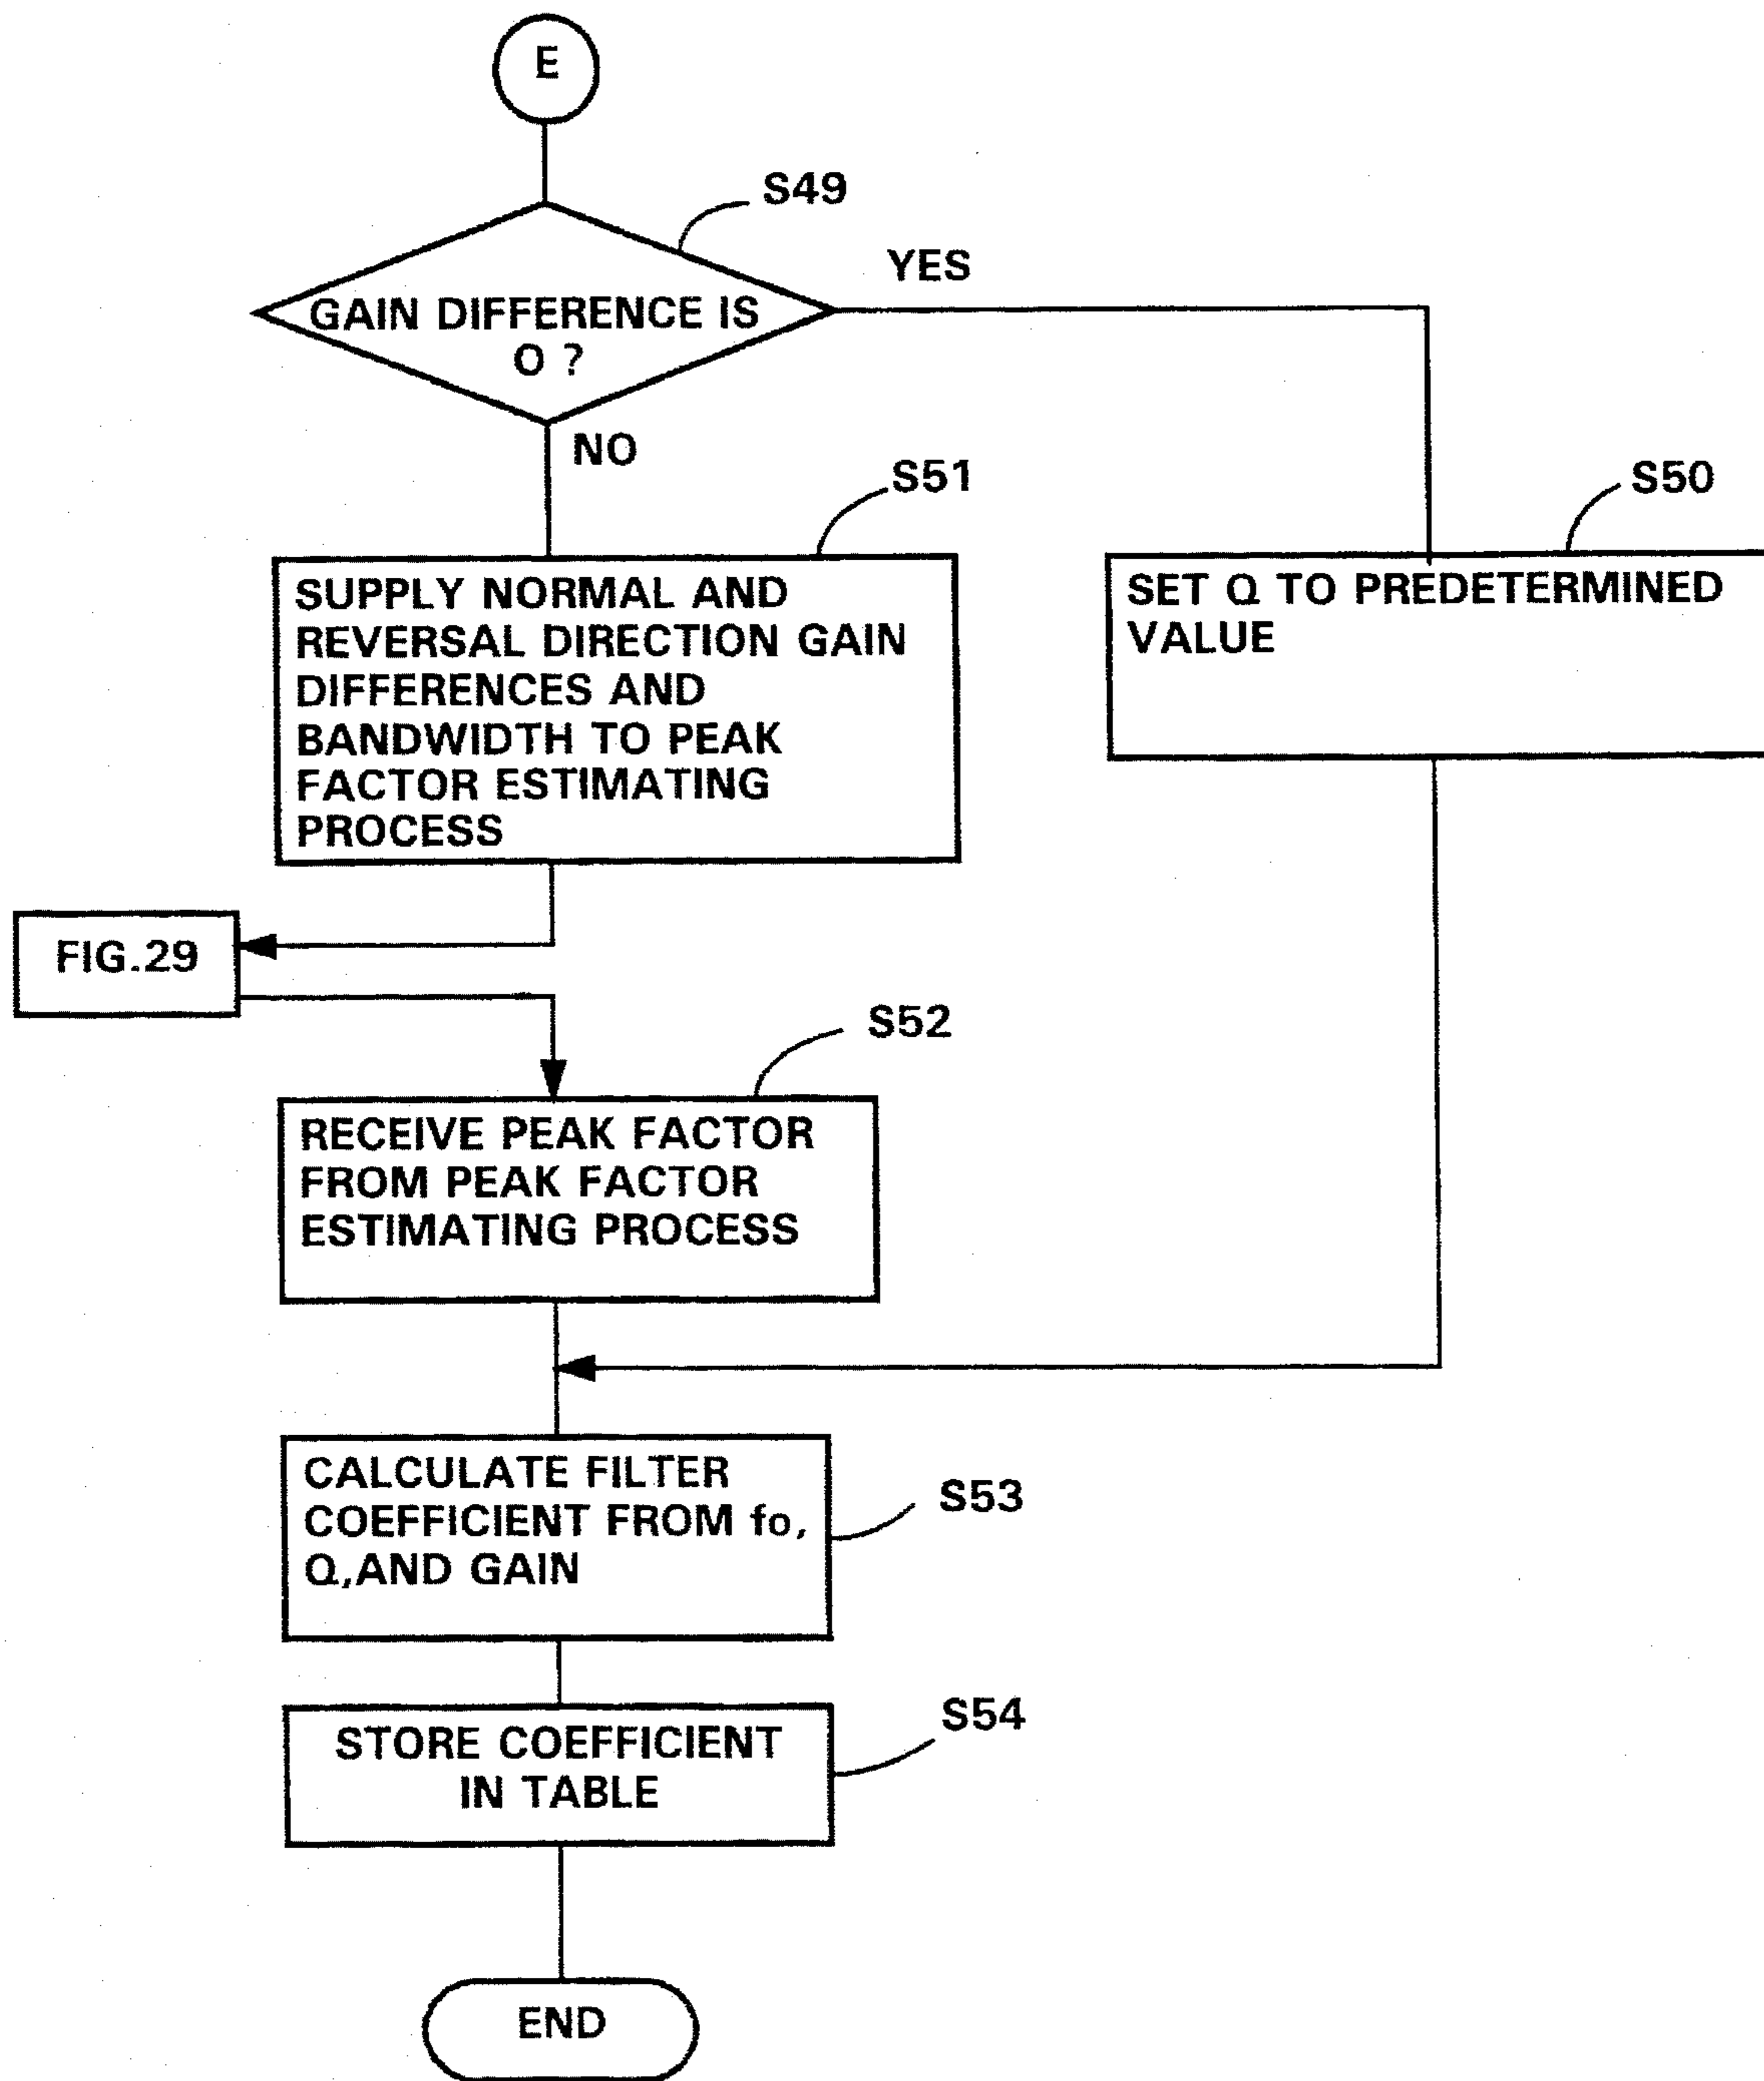 E
S49
GAIN DIFFERENCE IS
0 ?
YES
NO
S51
S50
SUPPLY NORMAL AND
REVERSAL DIRECTION GAIN
DIFFERENCES AND
BANDWIDTH TO PEAK
FACTOR ESTIMATING
PROCESS
SET Q TO PREDETERMINED
VALUE
FIG.29
S52
RECEIVE PEAK FACTOR
FROM PEAK FACTOR
ESTIMATING PROCESS
CALCULATE FILTER
COEFFICIENT FROM fo,
Q,AND GAIN
S53
S54
STORE COEFFICIENT
IN TABLE
END